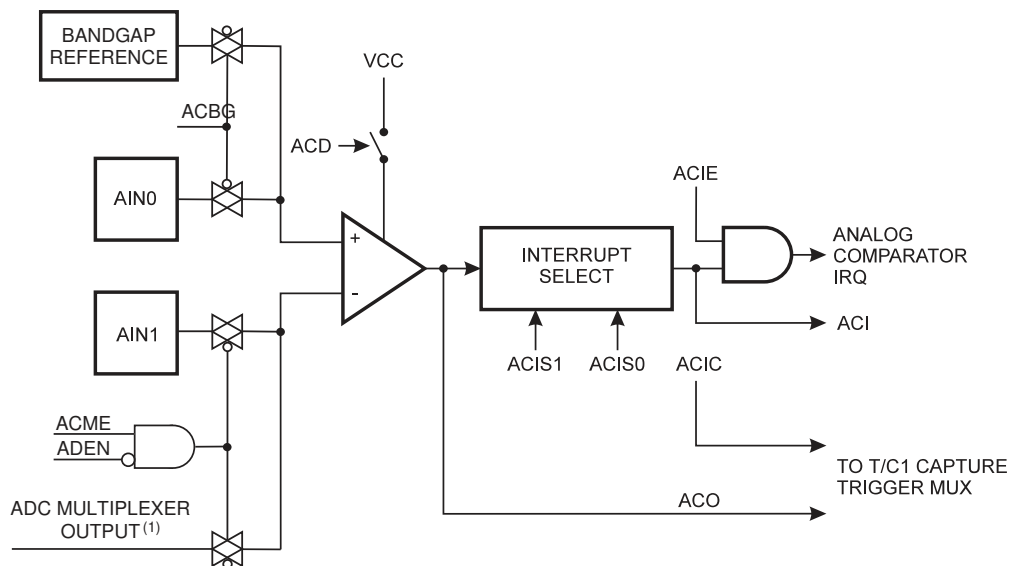 BANDGAP
REFERENCE
VCC
ACBG
ACD
AIN0
ACIE
+
INTERRUPT
SELECT
ANALOG
COMPARATOR
IRQ
-
AIN1
ACI
ACIS1
ACIS0
ACIC
ACME
ADEN
TO T/C1 CAPTURE
TRIGGER MUX
ACO
ADC MULTIPLEXER
OUTPUT(1)